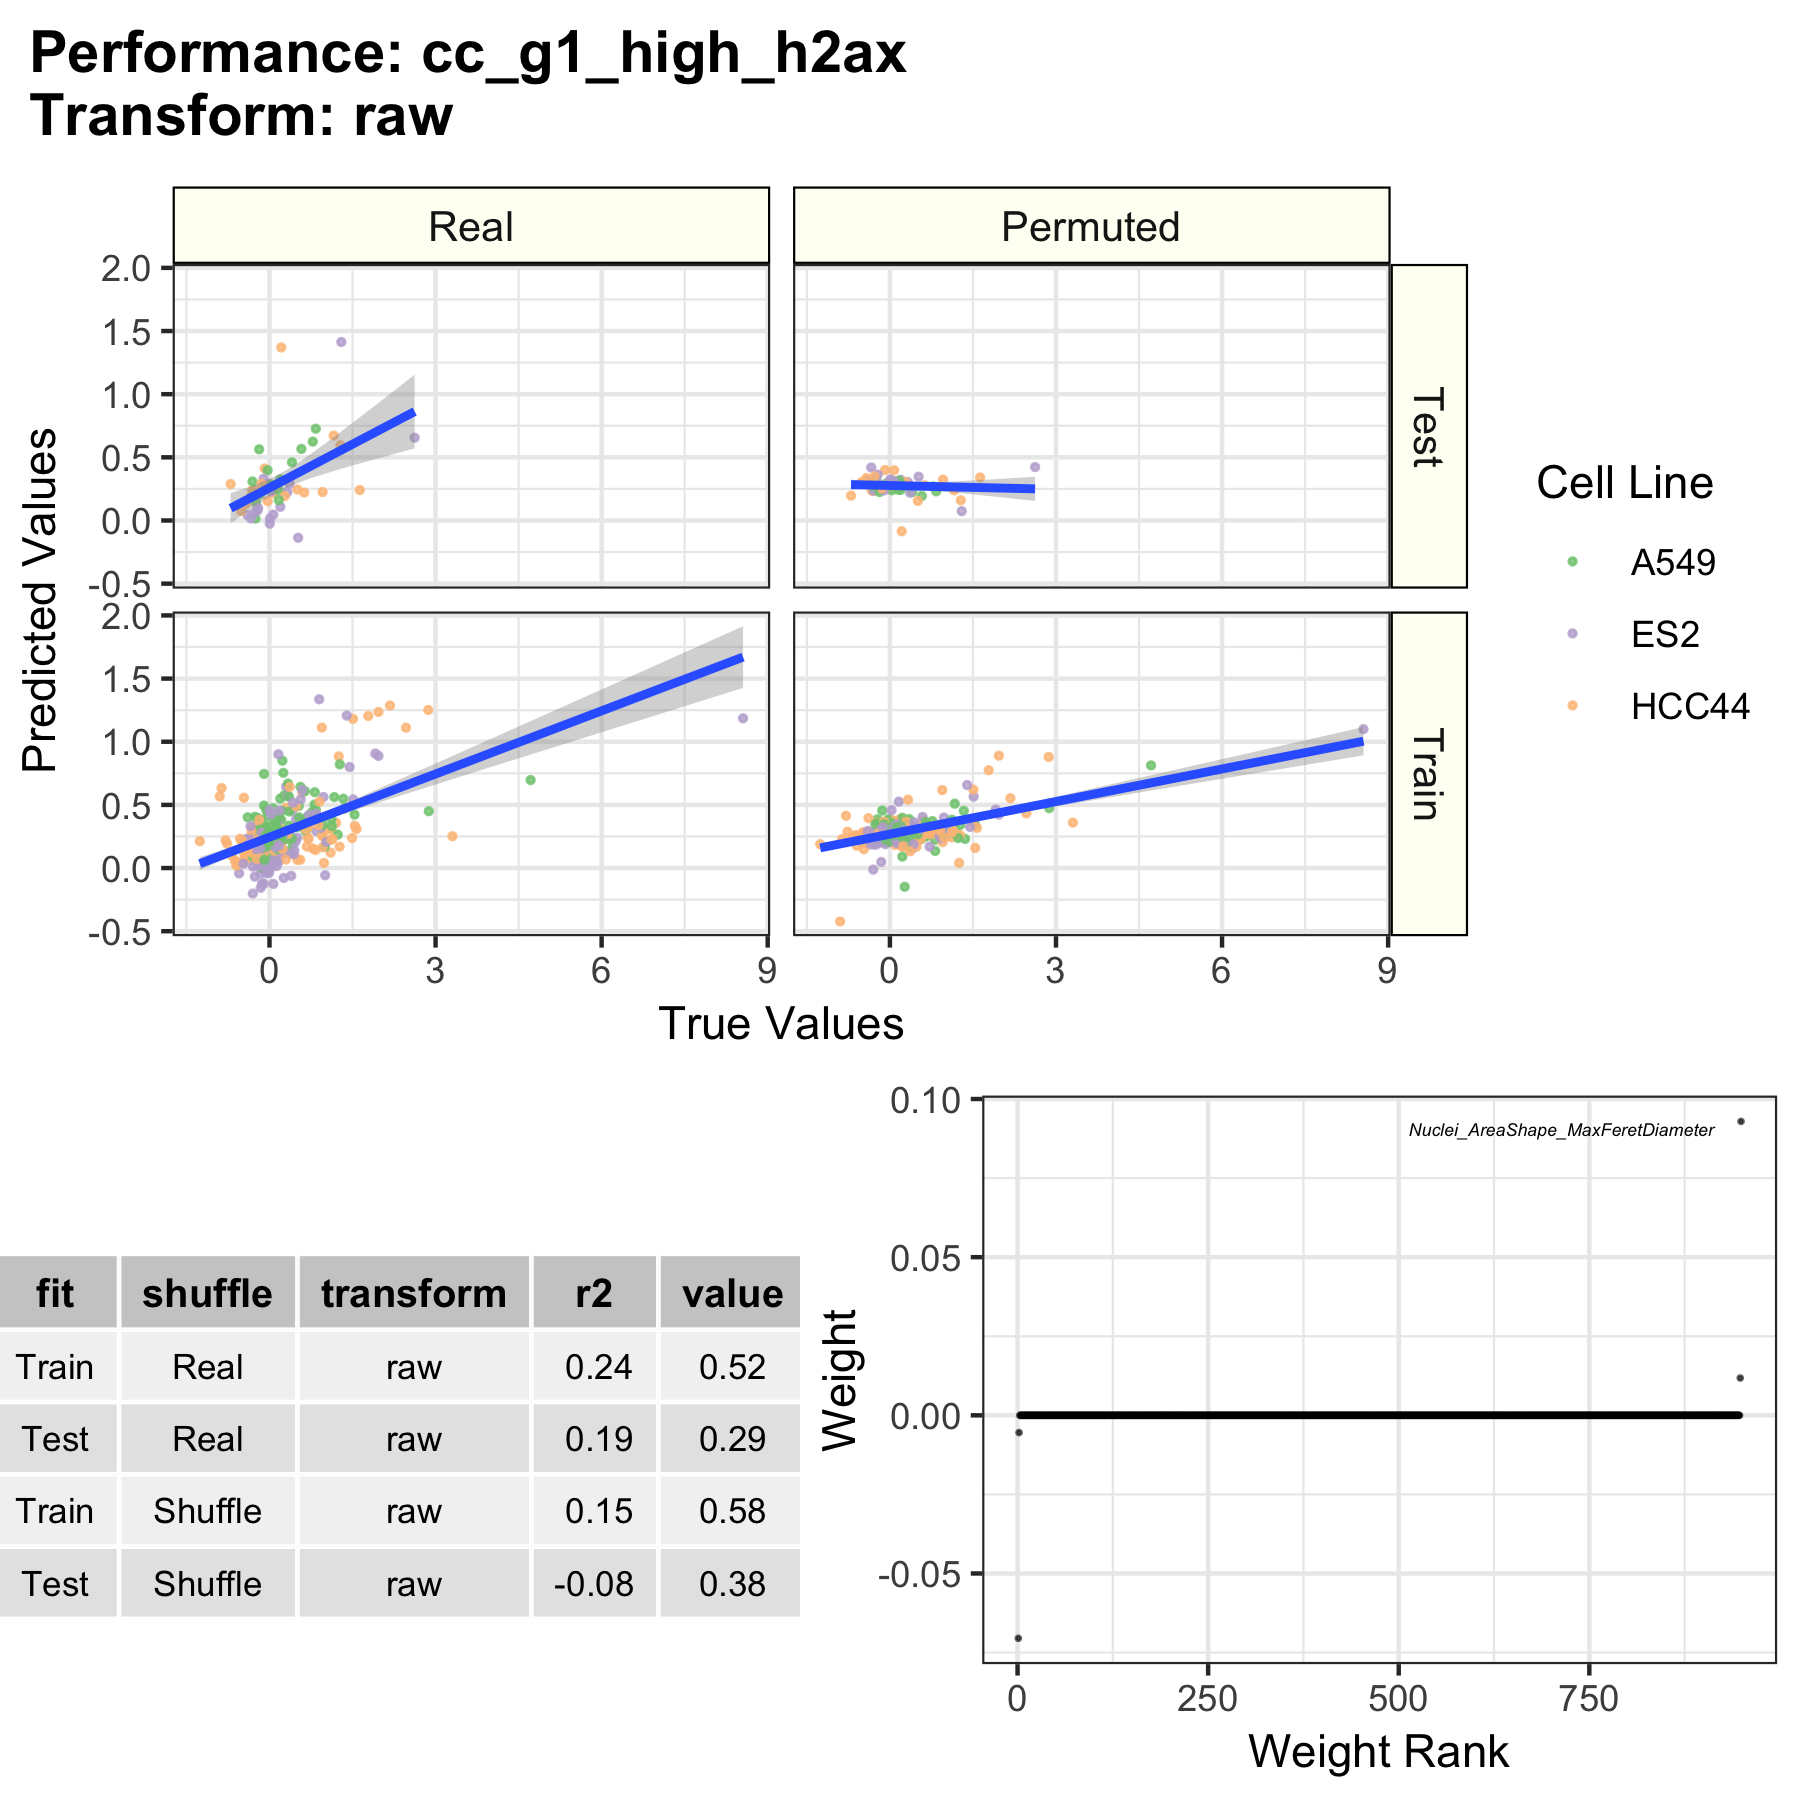 Performance: cc_g1_high_h2ax
Transform: raw
Real
Permuted
2.0
1.5
1.0
0.5
0.0
-0.5
Test
2.0
1.5
1.0
0.5
0.0
-0.5
Train
Predicted Values
0 3 6 9
0 3 6 9
True Values
Cell Line
A549
ES2
HCC44
fit shuffle transform r2 value
Train Real raw 0.24 0.52
Test Real raw 0.19 0.29
Train Shuffle raw 0.15 0.58
Test Shuffle raw -0.08 0.38
Weight
0.10
0.05
0.00
-0.05
Nuclei_AreaShape_MaxFeretDiameter
0 250 500 750
Weight Rank